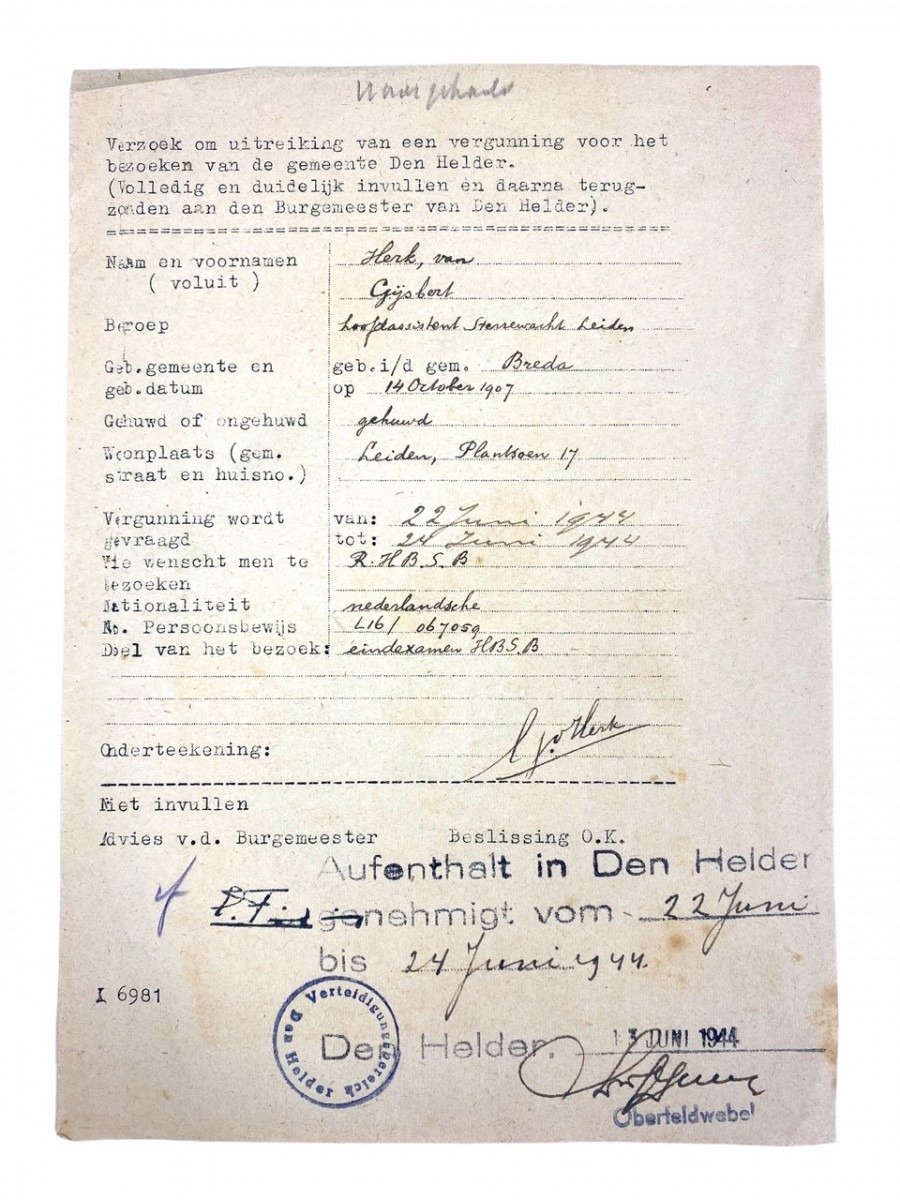 Verzoek om uitreiking van een vergunning voor het
bezoeken van de gemeente Den Helder.
(Volledig en duidelijk invullen en daarna terug-
zenden aan den Burgemeester van Den Helder).
Naam en voornamen Herk, van
( voluit ) Gijsbert
Beroep hoofdassistent Sterrewacht Leiden
Geb.gemeente en geb.i/d gem. Breda
geb.datum op 14 October 1907
Gehuwd of ongehuwd gehuwd
Woonplaats (gem. Leiden, Plantsoen 17
straat en huisno.)
Vergunning wordt van: 22 Juni 1944
gevraagd tot: 24 Juni 1944
Wie wenscht men te R.H.B.S.B
bezoeken
Nationaliteit nederlandsche
No. Persoonsbewijs L16/ 067059
Doel van het bezoek: eindexamen HBSB
G v Herk
Onderteekening:
Niet invullen
Advies v.d. Burgemeester Beslissing O.K.
Aufenthalt in Den Helder
genehmigt vom 22 Juni
bis 24 Juni 1944.
I 6981
Verteidigungsbereich Den Helder
Den Helder. 13 JUNI 1944
Oberfeldwebel